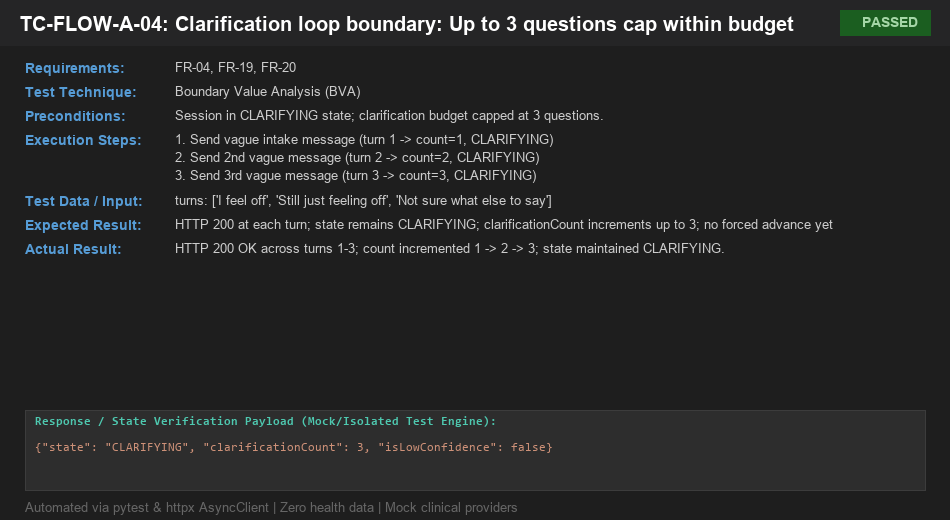 TC-FLOW-A-04: Clarification loop boundary: Up to 3 questions cap within budget
PASSED
Requirements: FR-04, FR-19, FR-20
Test Technique: Boundary Value Analysis (BVA)
Preconditions: Session in CLARIFYING state; clarification budget capped at 3 questions.
Execution Steps: 1. Send vague intake message (turn 1 -> count=1, CLARIFYING)
2. Send 2nd vague message (turn 2 -> count=2, CLARIFYING)
3. Send 3rd vague message (turn 3 -> count=3, CLARIFYING)
Test Data / Input: turns: ['I feel off', 'Still just feeling off', 'Not sure what else to say']
Expected Result: HTTP 200 at each turn; state remains CLARIFYING; clarificationCount increments up to 3; no forced advance yet
Actual Result: HTTP 200 OK across turns 1-3; count incremented 1 -> 2 -> 3; state maintained CLARIFYING.
Response / State Verification Payload (Mock/Isolated Test Engine):
{"state": "CLARIFYING", "clarificationCount": 3, "isLowConfidence": false}
Automated via pytest & httpx AsyncClient | Zero health data | Mock clinical providers